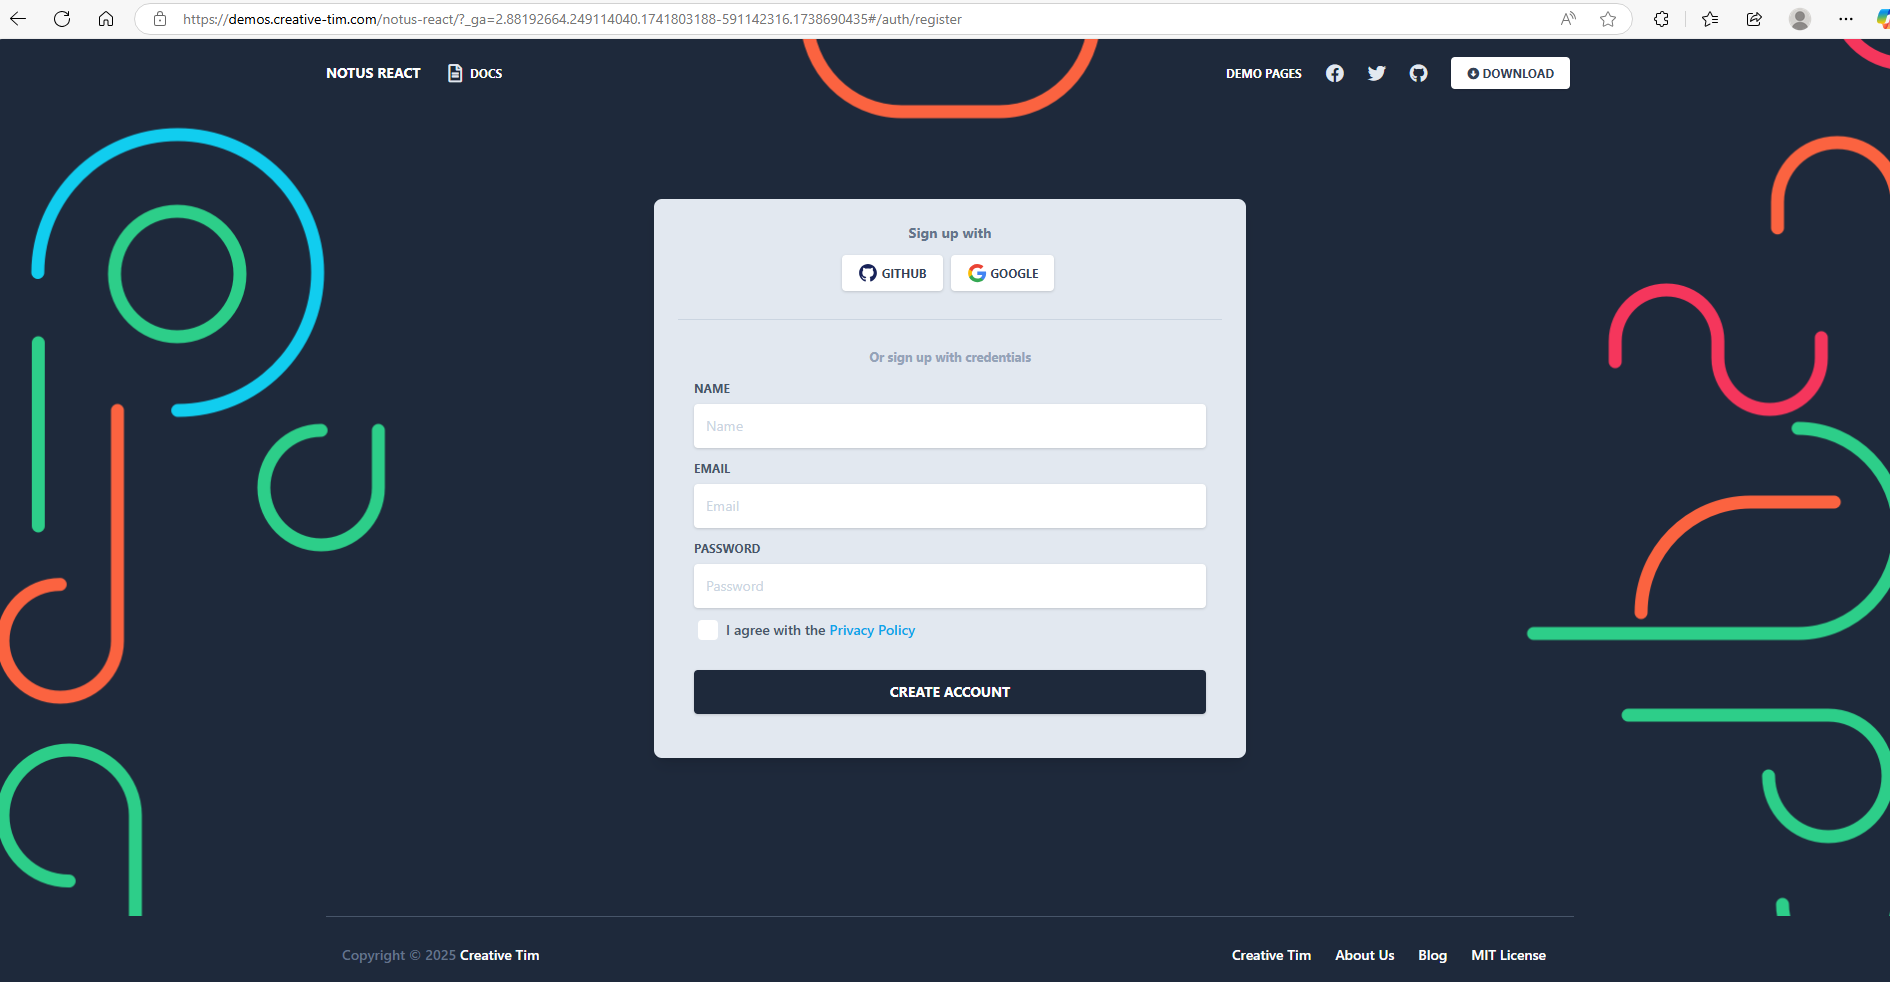 https://demos.creative-tim.com/notus-react/?_ga=2.88192664.249114040.1741803188-591142316.1738690435#/auth/register
NOTUS REACT DOCS DEMO PAGES DOWNLOAD
Sign up with
GITHUB GOOGLE
Or sign up with credentials
NAME
Name
EMAIL
Email
PASSWORD
Password
I agree with the Privacy Policy
CREATE ACCOUNT
Copyright © 2025 Creative Tim Creative Tim About Us Blog MIT License